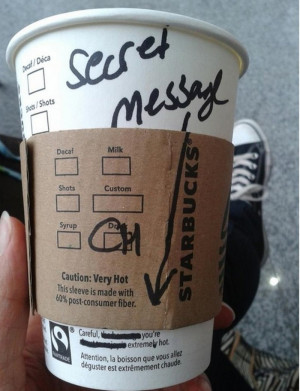 Decaf / Déca
Secret
Shots / Shots
Message
Decaf Milk
Shots Custom
Syrup
CH
STARBUCKS
Caution: Very Hot
This sleeve is made with
60% post-consumer fiber.
FAIRTRADE
Careful, you're
extremely hot.
Attention, la boisson que vous allez
déguster est extrêmement chaude.